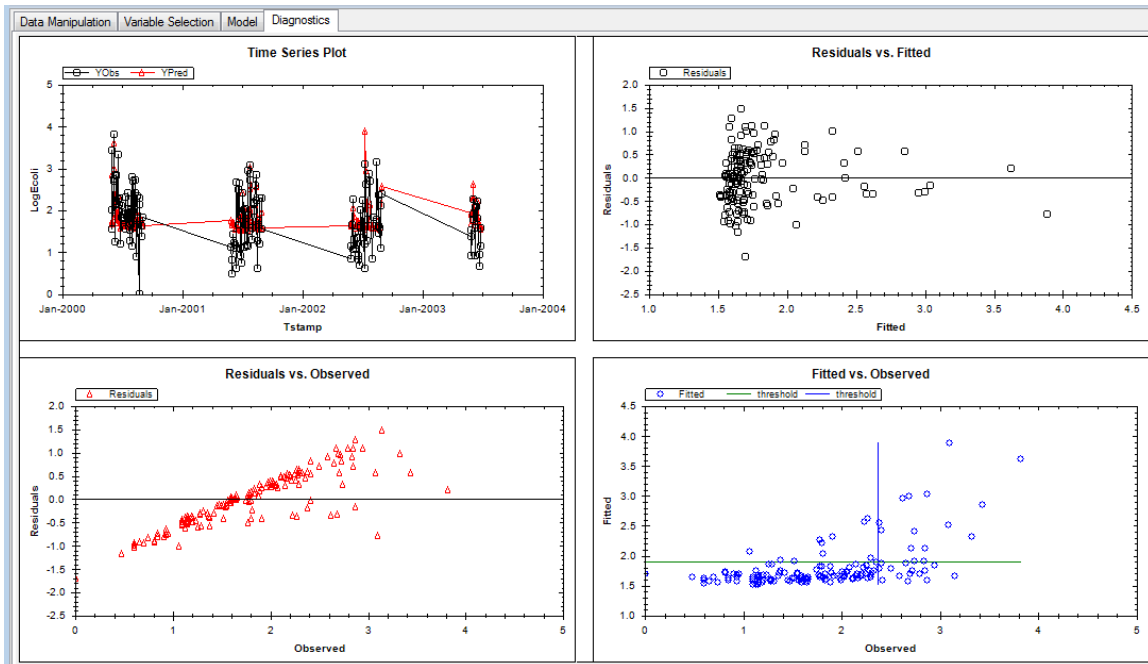 Data Manipulation Variable Selection Model Diagnostics
Time Series Plot
YObs YPred
5
4
3
2
1
0
LogEcoli
Jan-2000 Jan-2001 Jan-2002 Jan-2003 Jan-2004
Tstamp
Residuals vs. Fitted
Residuals
2.0
1.5
1.0
0.5
0.0
-0.5
-1.0
-1.5
-2.0
-2.5
Residuals
1.0 1.5 2.0 2.5 3.0 3.5 4.0 4.5
Fitted
Residuals vs. Observed
Residuals
2.0
1.5
1.0
0.5
0.0
-0.5
-1.0
-1.5
-2.0
-2.5
Residuals
0 1 2 3 4 5
Observed
Fitted vs. Observed
Fitted threshold threshold
4.5
4.0
3.5
3.0
2.5
2.0
1.5
1.0
Fitted
0 1 2 3 4 5
Observed